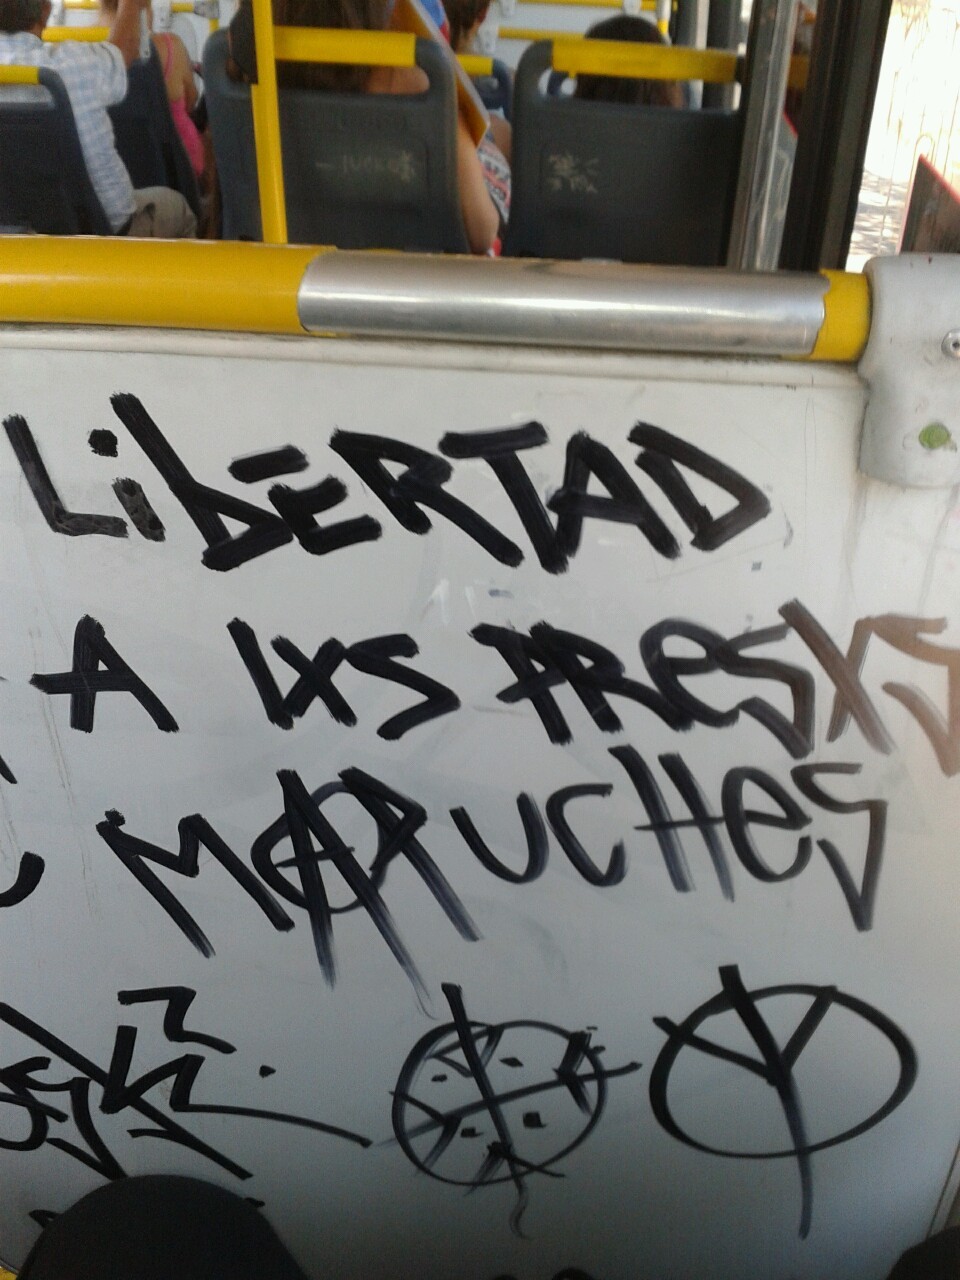 LibERTAD
A LXS PReSXS
MAPUCHeS